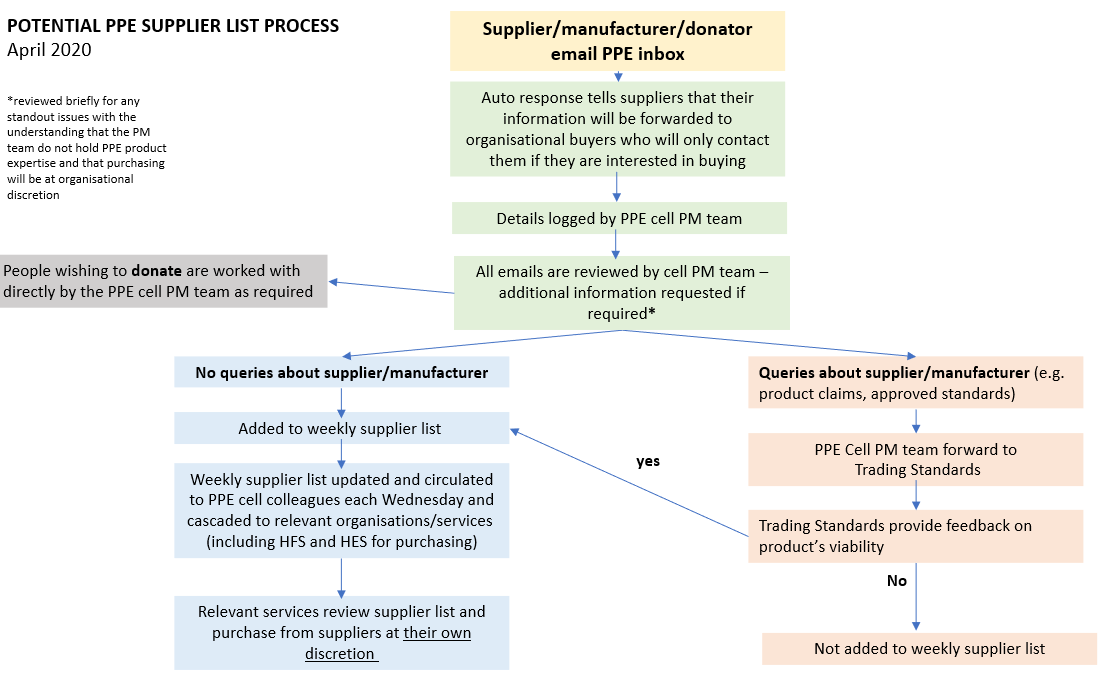 POTENTIAL PPE SUPPLIER LIST PROCESS
April 2020
*reviewed briefly for any
standout issues with the
understanding that the PM
team do not hold PPE product
expertise and that purchasing
will be at organisational
discretion
Supplier/manufacturer/donator
email PPE inbox
Auto response tells suppliers that their
information will be forwarded to
organisational buyers who will only contact
them if they are interested in buying
Details logged by PPE cell PM team
All emails are reviewed by cell PM team –
additional information requested if
required*
People wishing to donate are worked with
directly by the PPE cell PM team as required
No queries about supplier/manufacturer
Added to weekly supplier list
Weekly supplier list updated and circulated
to PPE cell colleagues each Wednesday and
cascaded to relevant organisations/services
(including HFS and HES for purchasing)
Relevant services review supplier list and
purchase from suppliers at their own
discretion
Queries about supplier/manufacturer (e.g.
product claims, approved standards)
PPE Cell PM team forward to
Trading Standards
yes
Trading Standards provide feedback on
product's viability
No
Not added to weekly supplier list